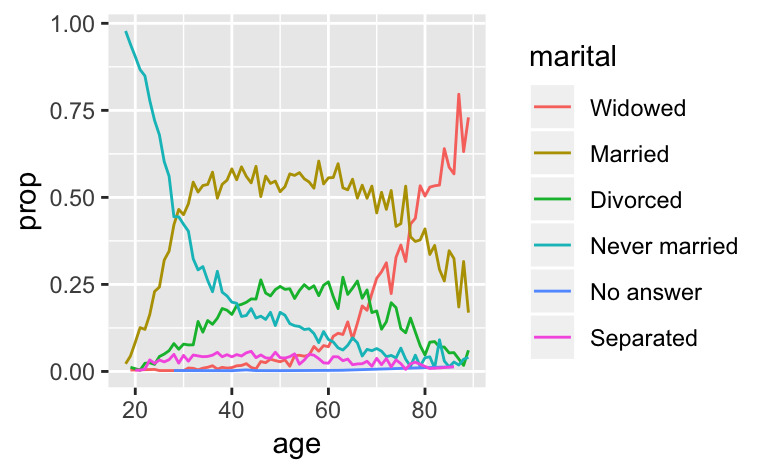 1.00
0.75
0.50
0.25
0.00
prop
20
40
60
80
age
marital
Widowed
Married
Divorced
Never married
No answer
Separated